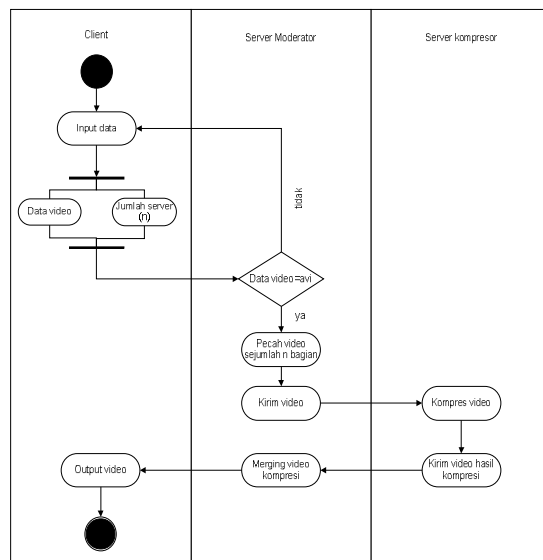 Client
Server Moderator
Server kompresor
Input data
tidak
Data video
Jumlah server
(n)
Data video =avi
ya
Pecah video
sejumlah n bagian
Kirim video
Kompres video
Output video
Merging video
kompresi
Kirim video hasil
kompresi